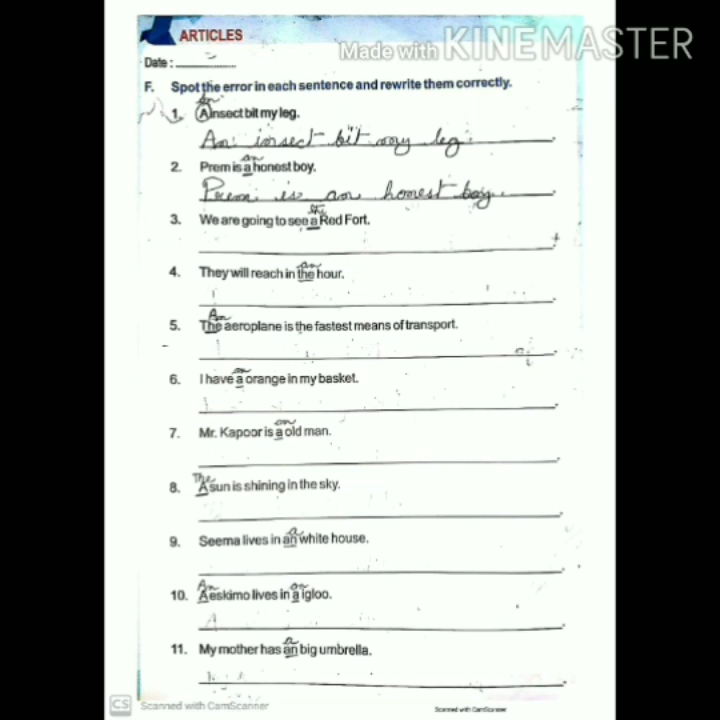 ARTICLES
Made with KINEMASTER
Date :
F. Spot the error in each sentence and rewrite them correctly.
An
1. A insect bit my leg.
An insect bit my leg.
an
2. Prem is a honest boy.
Prem is an honest boy.
the
3. We are going to see a Red Fort.
an
4. They will reach in the hour.
An
5. The aeroplane is the fastest means of transport.
an
6. I have a orange in my basket.
an
7. Mr. Kapoor is a old man.
The
8. A sun is shining in the sky.
a
9. Seema lives in an white house.
An an
10. A eskimo lives in a igloo.
a
11. My mother has an big umbrella.
CS Scanned with CamScanner
Scanned with CamScanner